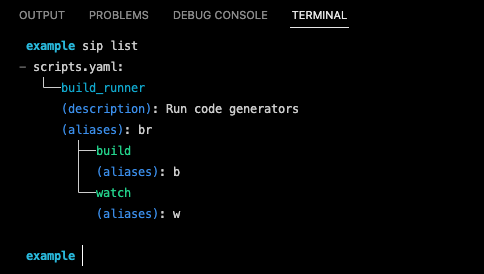 OUTPUT PROBLEMS DEBUG CONSOLE TERMINAL
example sip list
- scripts.yaml:
build_runner
(description): Run code generators
(aliases): br
build
(aliases): b
watch
(aliases): w
example